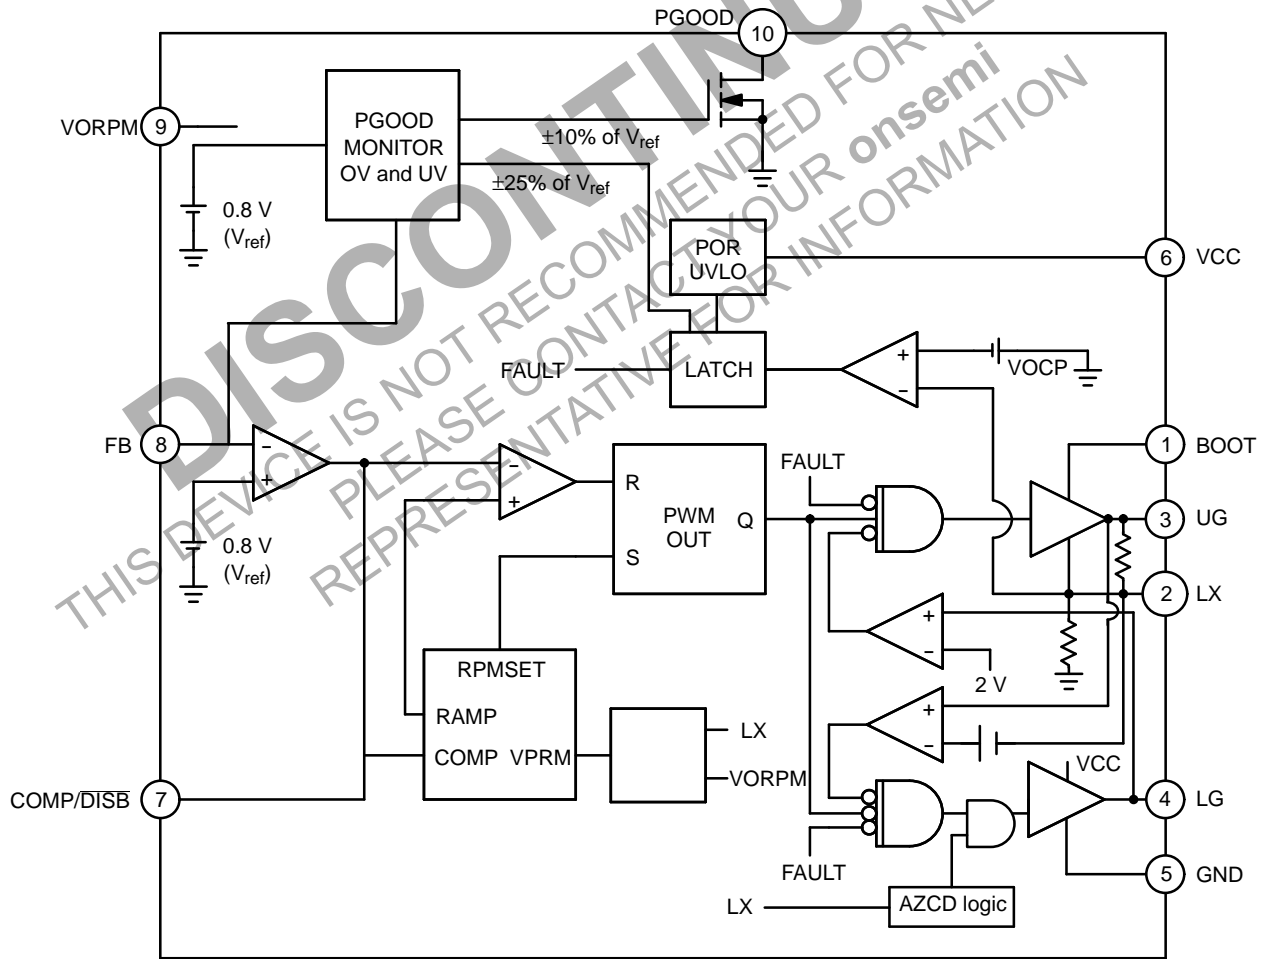 PGOOD
10
VORPM
9
PGOOD
MONITOR
OV and UV
±10% of Vref
±25% of Vref
0.8 V
(Vref)
POR
UVLO
6
VCC
FAULT
LATCH
+
−
VOCP
FB
8
−
+
0.8 V
(Vref)
−
+
R
S
PWM
OUT
Q
FAULT
1
BOOT
3
UG
2
LX
+
−
2 V
RPMSET
RAMP
COMP
VPRM
LX
VORPM
+
−
VCC
COMP/DISB
7
4
LG
FAULT
5
GND
LX
AZCD logic
DISCONTINU
THIS DEVICE IS NOT RECOMMENDED FOR NE
PLEASE CONTACT YOUR onsemi
REPRESENTATIVE FOR INFORMATION